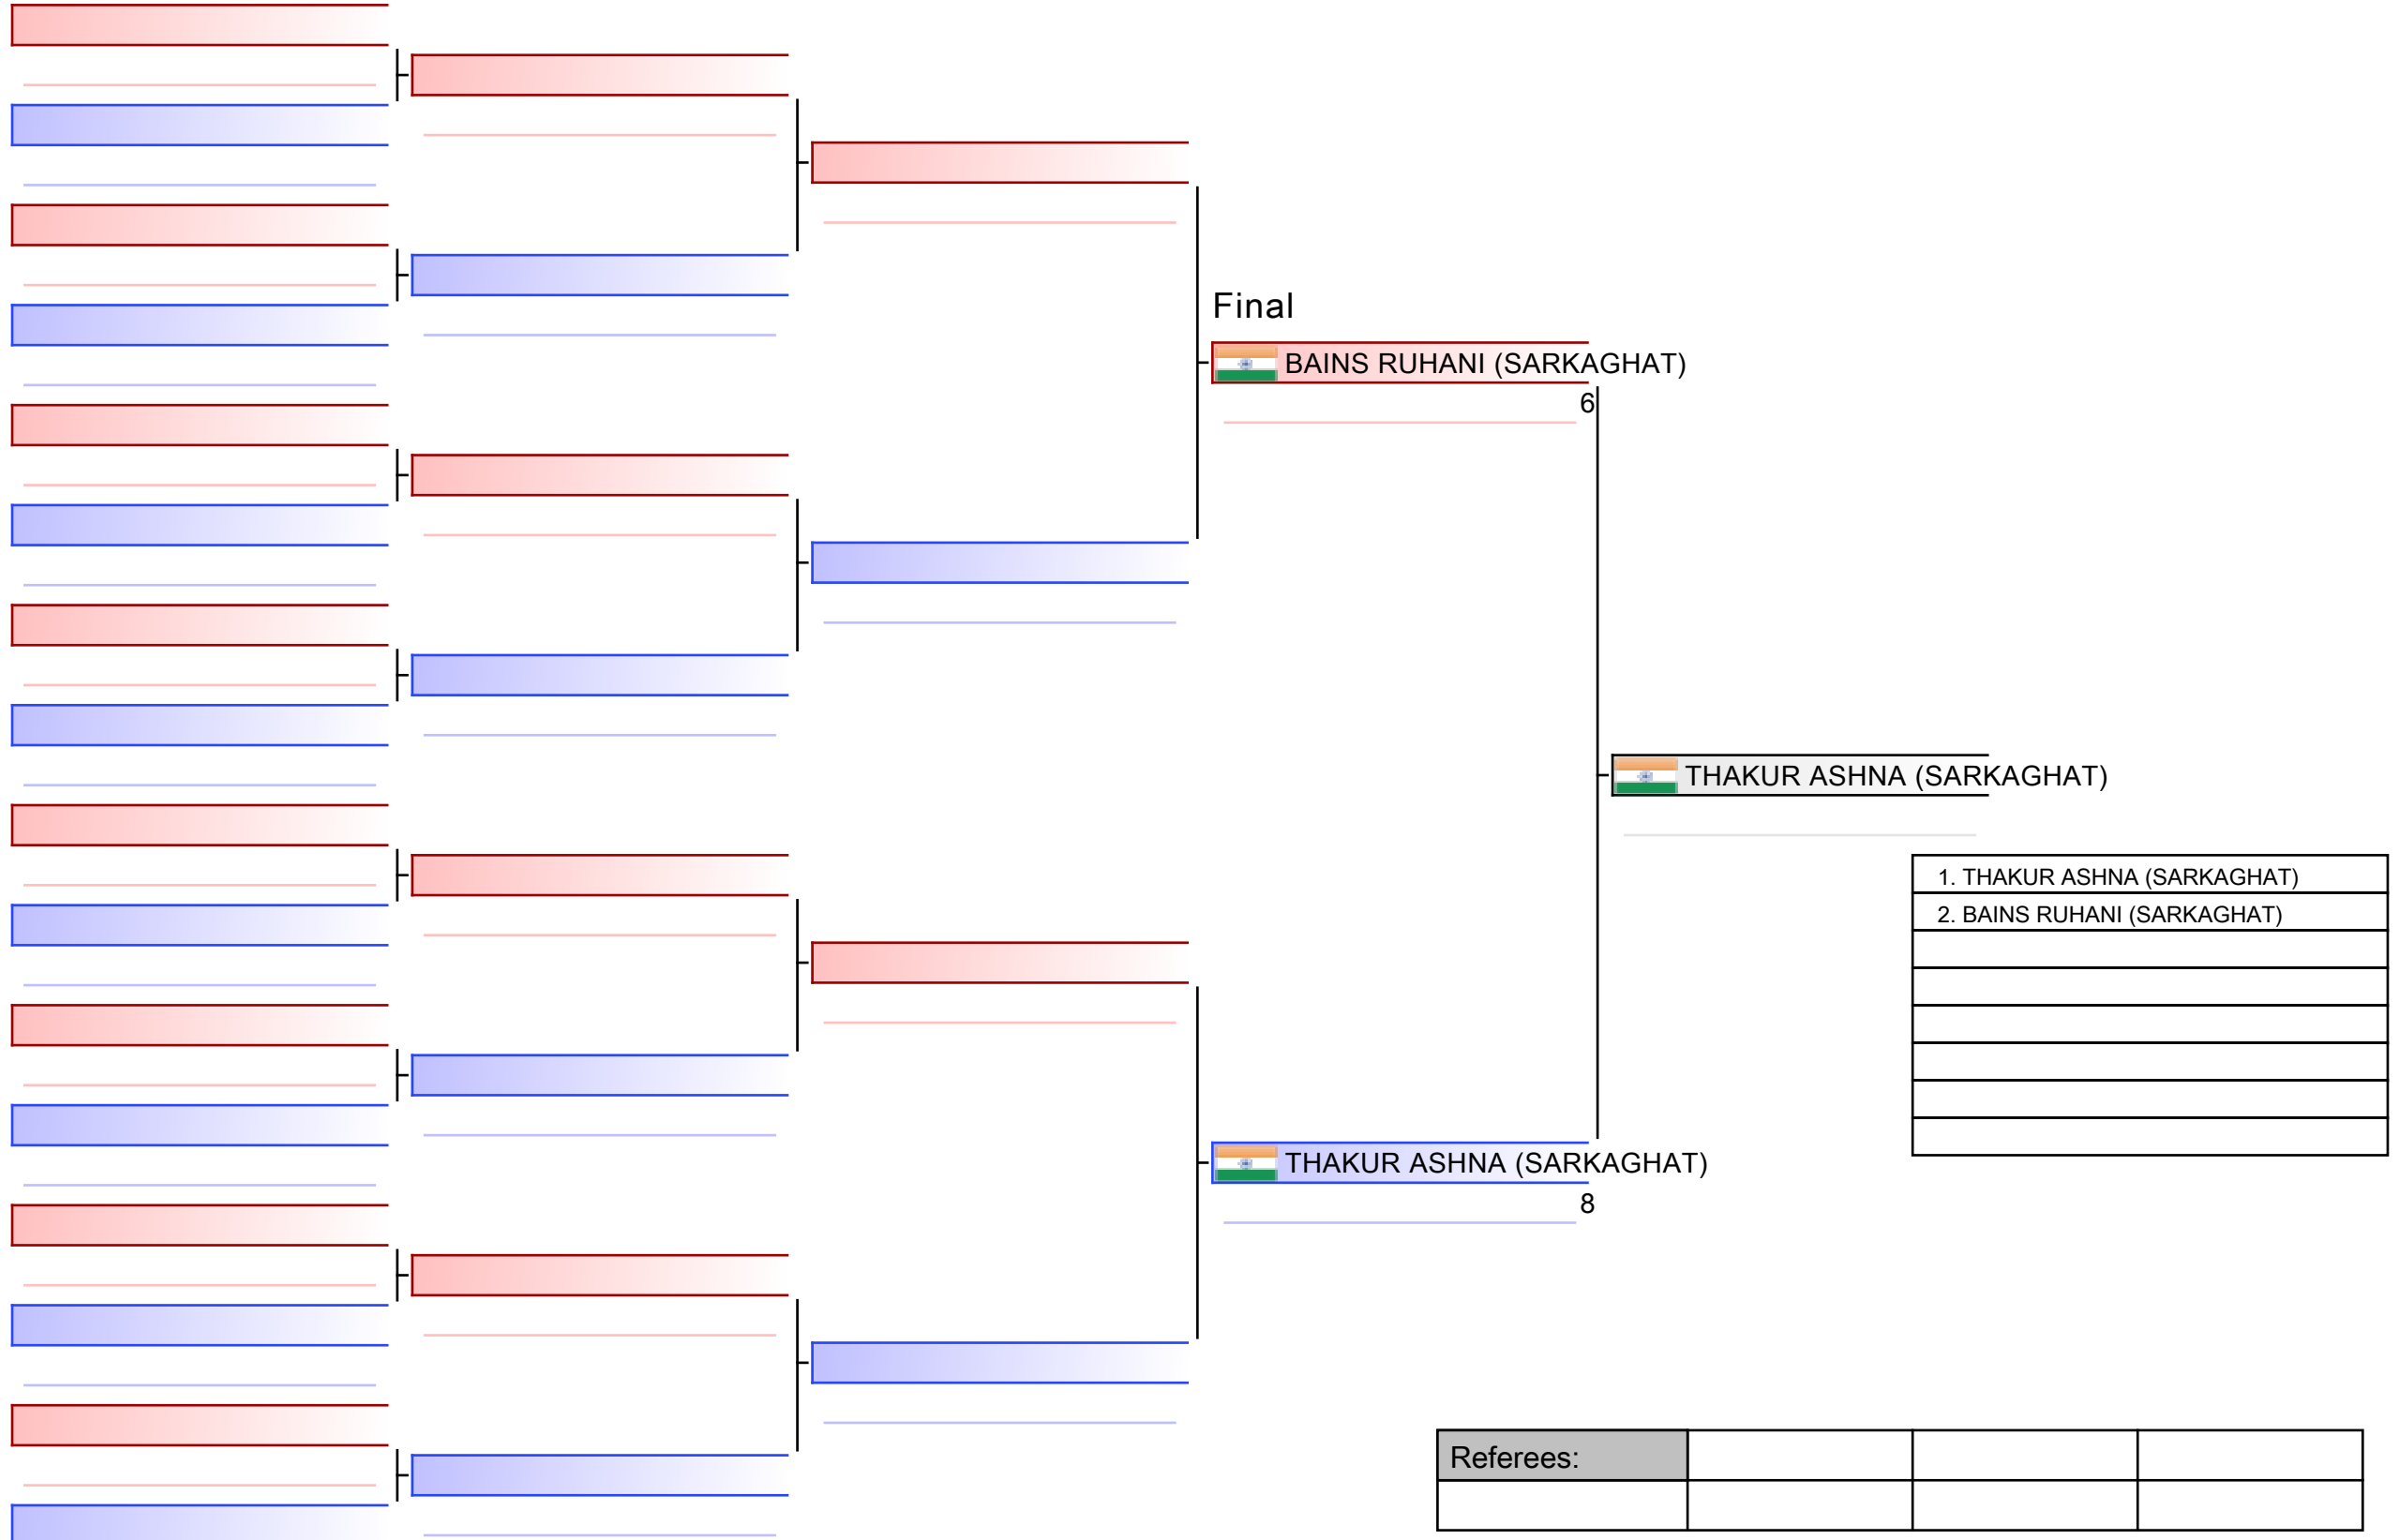 Final
BAINS RUHANI (SARKAGHAT)
6
THAKUR ASHNA (SARKAGHAT)
1. THAKUR ASHNA (SARKAGHAT)
2. BAINS RUHANI (SARKAGHAT)
THAKUR ASHNA (SARKAGHAT)
8
Referees: